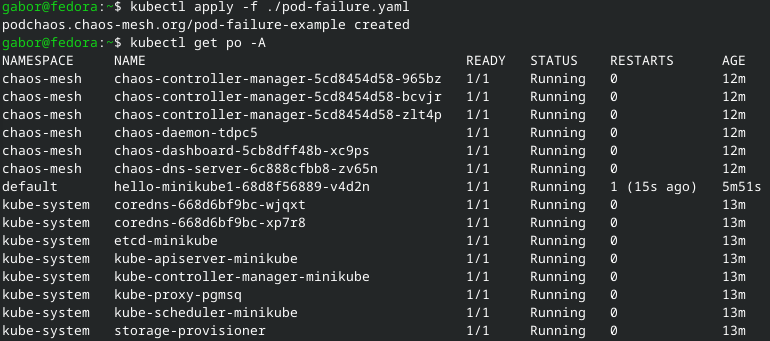 gabor@fedora:~$ kubectl apply -f ./pod-failure.yaml
podchaos.chaos-mesh.org/pod-failure-example created
gabor@fedora:~$ kubectl get po -A
NAMESPACE NAME READY STATUS RESTARTS AGE
chaos-mesh chaos-controller-manager-5cd8454d58-965bz 1/1 Running 0 12m
chaos-mesh chaos-controller-manager-5cd8454d58-bcvjr 1/1 Running 0 12m
chaos-mesh chaos-controller-manager-5cd8454d58-zlt4p 1/1 Running 0 12m
chaos-mesh chaos-daemon-tdpc5 1/1 Running 0 12m
chaos-mesh chaos-dashboard-5cb8dff48b-xc9ps 1/1 Running 0 12m
chaos-mesh chaos-dns-server-6c888cfbb8-zv65n 1/1 Running 0 12m
default hello-minikube1-68d8f56889-v4d2n 1/1 Running 1 (15s ago) 5m51s
kube-system coredns-668d6bf9bc-wjqxt 1/1 Running 0 13m
kube-system coredns-668d6bf9bc-xp7r8 1/1 Running 0 13m
kube-system etcd-minikube 1/1 Running 0 13m
kube-system kube-apiserver-minikube 1/1 Running 0 13m
kube-system kube-controller-manager-minikube 1/1 Running 0 13m
kube-system kube-proxy-pgmsq 1/1 Running 0 13m
kube-system kube-scheduler-minikube 1/1 Running 0 13m
kube-system storage-provisioner 1/1 Running 0 13m